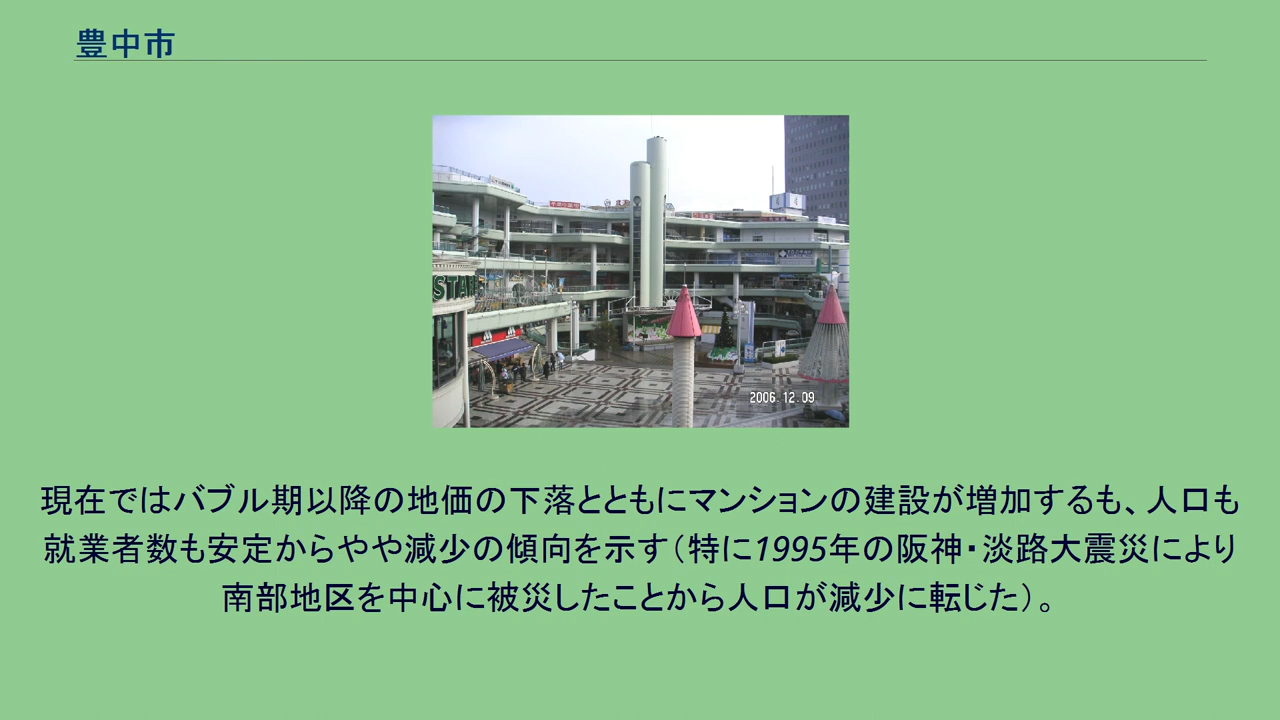 豊中市
STAR
2006.12.09
現在ではバブル期以降の地価の下落とともにマンションの建設が増加するも、人口も
就業者数も安定からやや減少の傾向を示す（特に1995年の阪神・淡路大震災により
南部地区を中心に被災したことから人口が減少に転じた）。